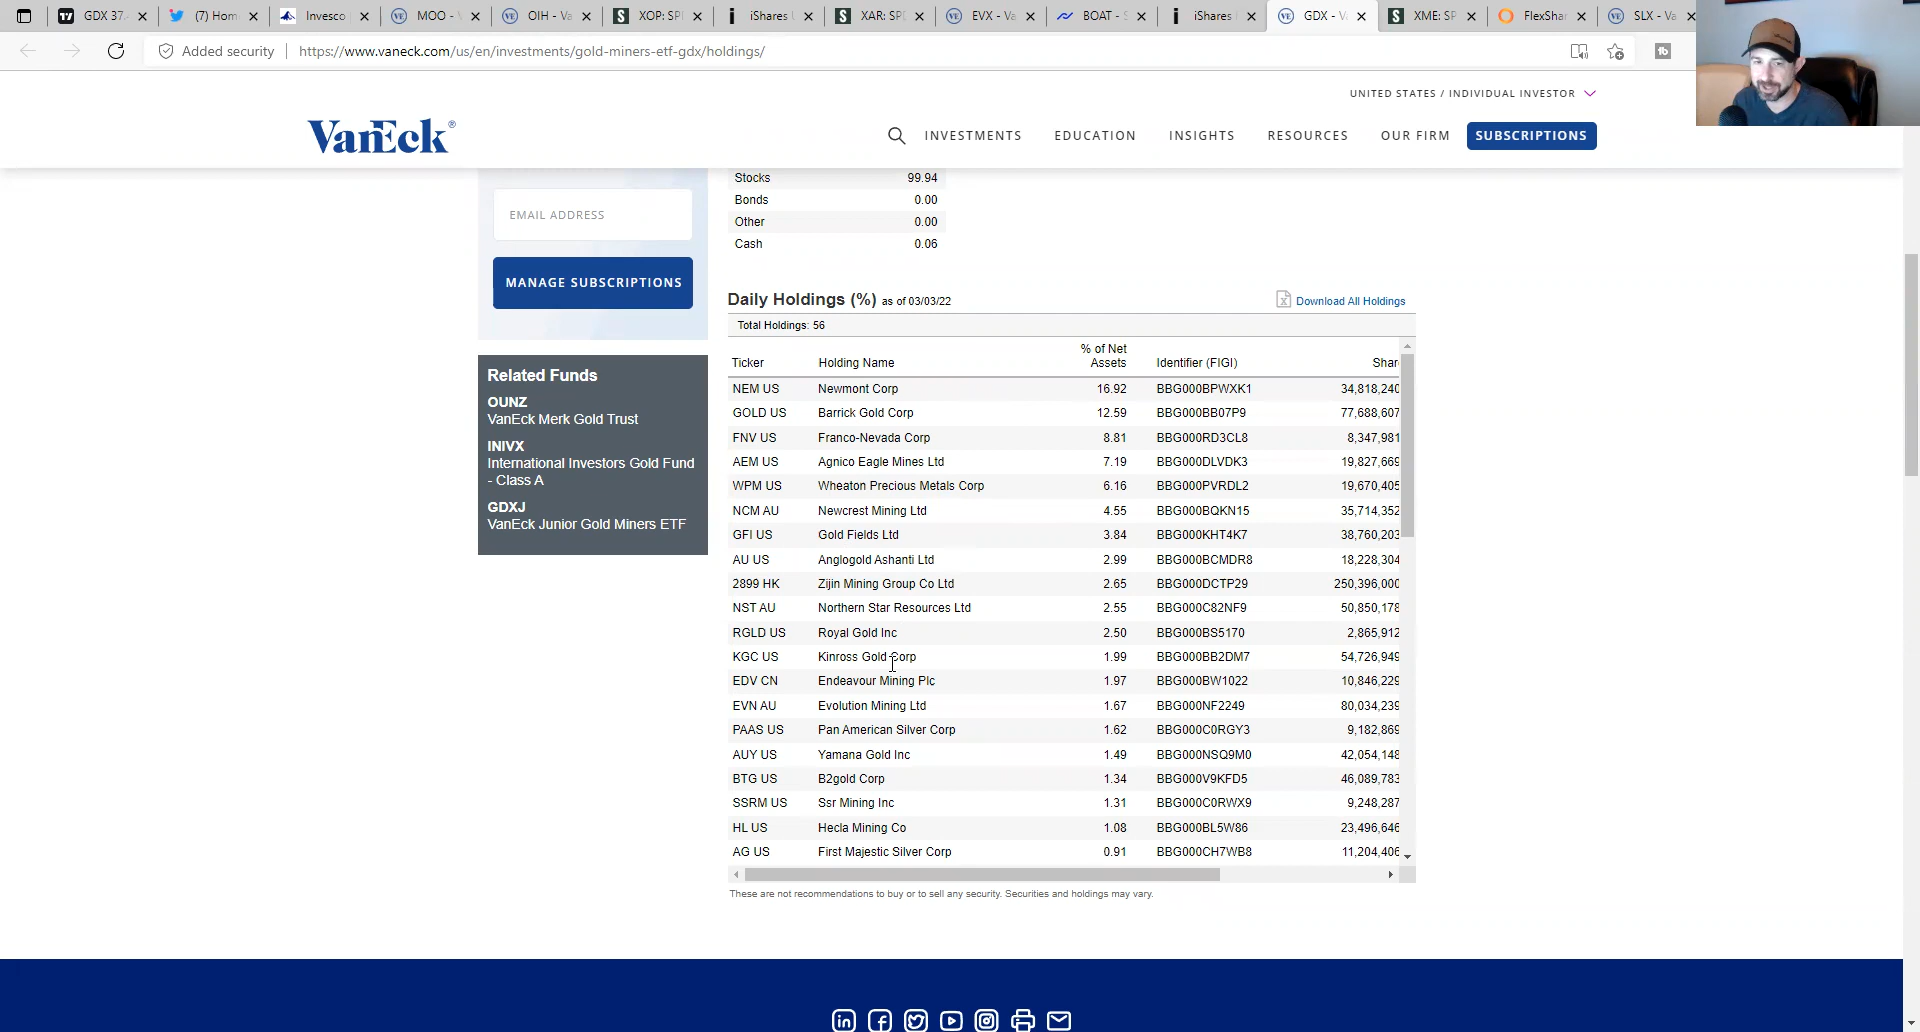 GDX 37.
(7) Hom
Invesco
MOO -
OIH - Va
XOP: SP
iShares
XAR: SPD
EVX - Va
BOAT -
iShares
GDX - V
XME: SP
FlexShar
SLX - Va
Added security
https://www.vaneck.com/us/en/investments/gold-miners-etf-gdx/holdings/
UNITED STATES / INDIVIDUAL INVESTOR
VanEck®
INVESTMENTS EDUCATION INSIGHTS RESOURCES OUR FIRM SUBSCRIPTIONS
EMAIL ADDRESS
MANAGE SUBSCRIPTIONS
Related Funds
OUNZ
VanEck Merk Gold Trust
INIVX
International Investors Gold Fund
- Class A
GDXJ
VanEck Junior Gold Miners ETF
Stocks 99.94
Bonds 0.00
Other 0.00
Cash 0.06
Daily Holdings (%) as of 03/03/22
Download All Holdings
Total Holdings: 56
Ticker Holding Name % of Net Assets Identifier (FIGI) Shar
NEM US Newmont Corp 16.92 BBG000BPWXK1 34,818,240
GOLD US Barrick Gold Corp 12.59 BBG000BB07P9 77,688,607
FNV US Franco-Nevada Corp 8.81 BBG000RD3CL8 8,347,981
AEM US Agnico Eagle Mines Ltd 7.19 BBG000DLVDK3 19,827,669
WPM US Wheaton Precious Metals Corp 6.16 BBG000PVRDL2 19,670,405
NCM AU Newcrest Mining Ltd 4.55 BBG000BQKN15 35,714,352
GFI US Gold Fields Ltd 3.84 BBG000KHT4K7 38,760,203
AU US Anglogold Ashanti Ltd 2.99 BBG000BCMDR8 18,228,304
2899 HK Zijin Mining Group Co Ltd 2.65 BBG000DCTP29 250,396,000
NST AU Northern Star Resources Ltd 2.55 BBG000C82NF9 50,850,178
RGLD US Royal Gold Inc 2.50 BBG000BS5170 2,865,912
KGC US Kinross Gold Corp 1.99 BBG000BB2DM7 54,726,949
EDV CN Endeavour Mining Plc 1.97 BBG000BW1022 10,846,229
EVN AU Evolution Mining Ltd 1.67 BBG000NF2249 80,034,239
PAAS US Pan American Silver Corp 1.62 BBG000C0RGY3 9,182,869
AUY US Yamana Gold Inc 1.49 BBG000NSQ9M0 42,054,148
BTG US B2gold Corp 1.34 BBG000V9KFD5 46,089,783
SSRM US Ssr Mining Inc 1.31 BBG000C0RWX9 9,248,287
HL US Hecla Mining Co 1.08 BBG000BL5W86 23,496,646
AG US First Majestic Silver Corp 0.91 BBG000CH7WB8 11,204,406
These are not recommendations to buy or to sell any security. Securities and holdings may vary.